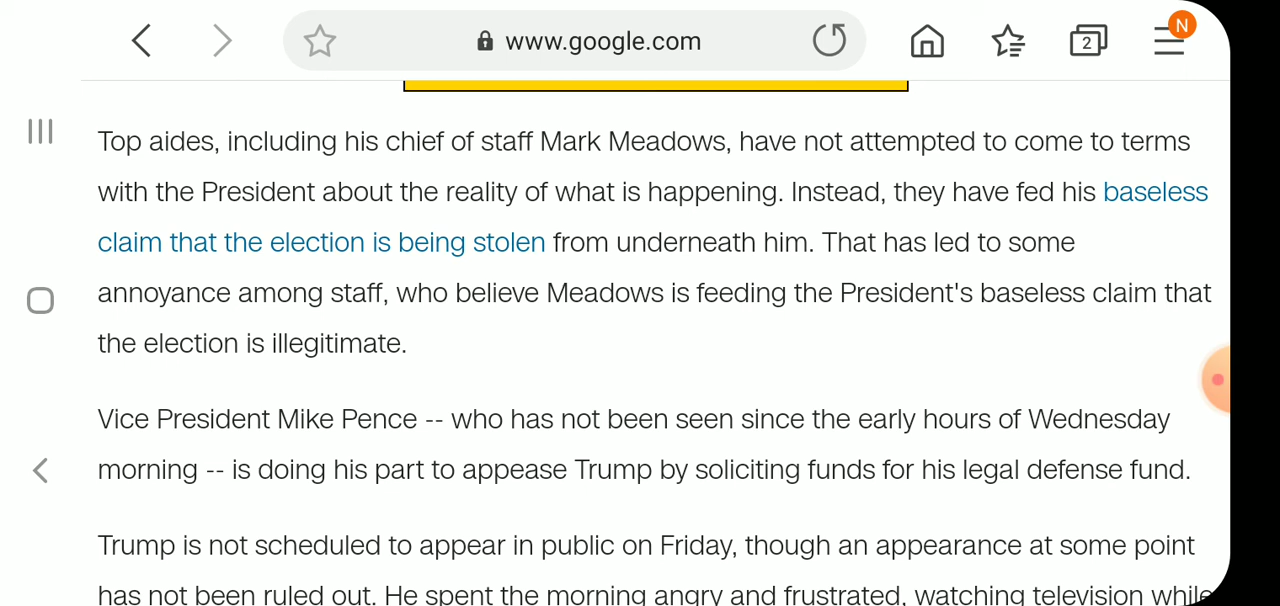 www.google.com
2
N
Top aides, including his chief of staff Mark Meadows, have not attempted to come to terms
with the President about the reality of what is happening. Instead, they have fed his baseless
claim that the election is being stolen from underneath him. That has led to some
annoyance among staff, who believe Meadows is feeding the President's baseless claim that
the election is illegitimate.
Vice President Mike Pence -- who has not been seen since the early hours of Wednesday
morning -- is doing his part to appease Trump by soliciting funds for his legal defense fund.
Trump is not scheduled to appear in public on Friday, though an appearance at some point
has not been ruled out. He spent the morning angry and frustrated, watching television while